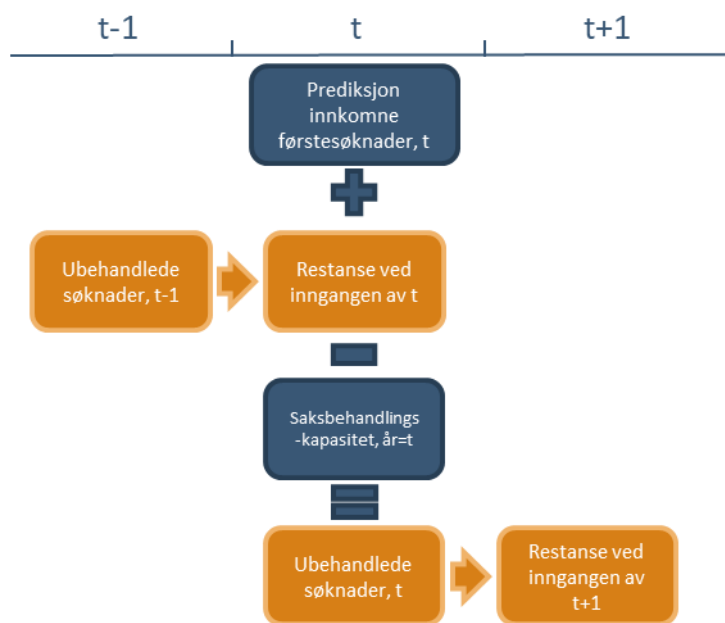 t-1
t
t+1
Prediksjon
innkomne
førstesøknader, t
Ubehandlede
søknader, t-1
Restanse ved
inngangen av t
Saksbehandlings
-kapasitet, år=t
Ubehandlede
søknader, t
Restanse ved
inngangen av
t+1